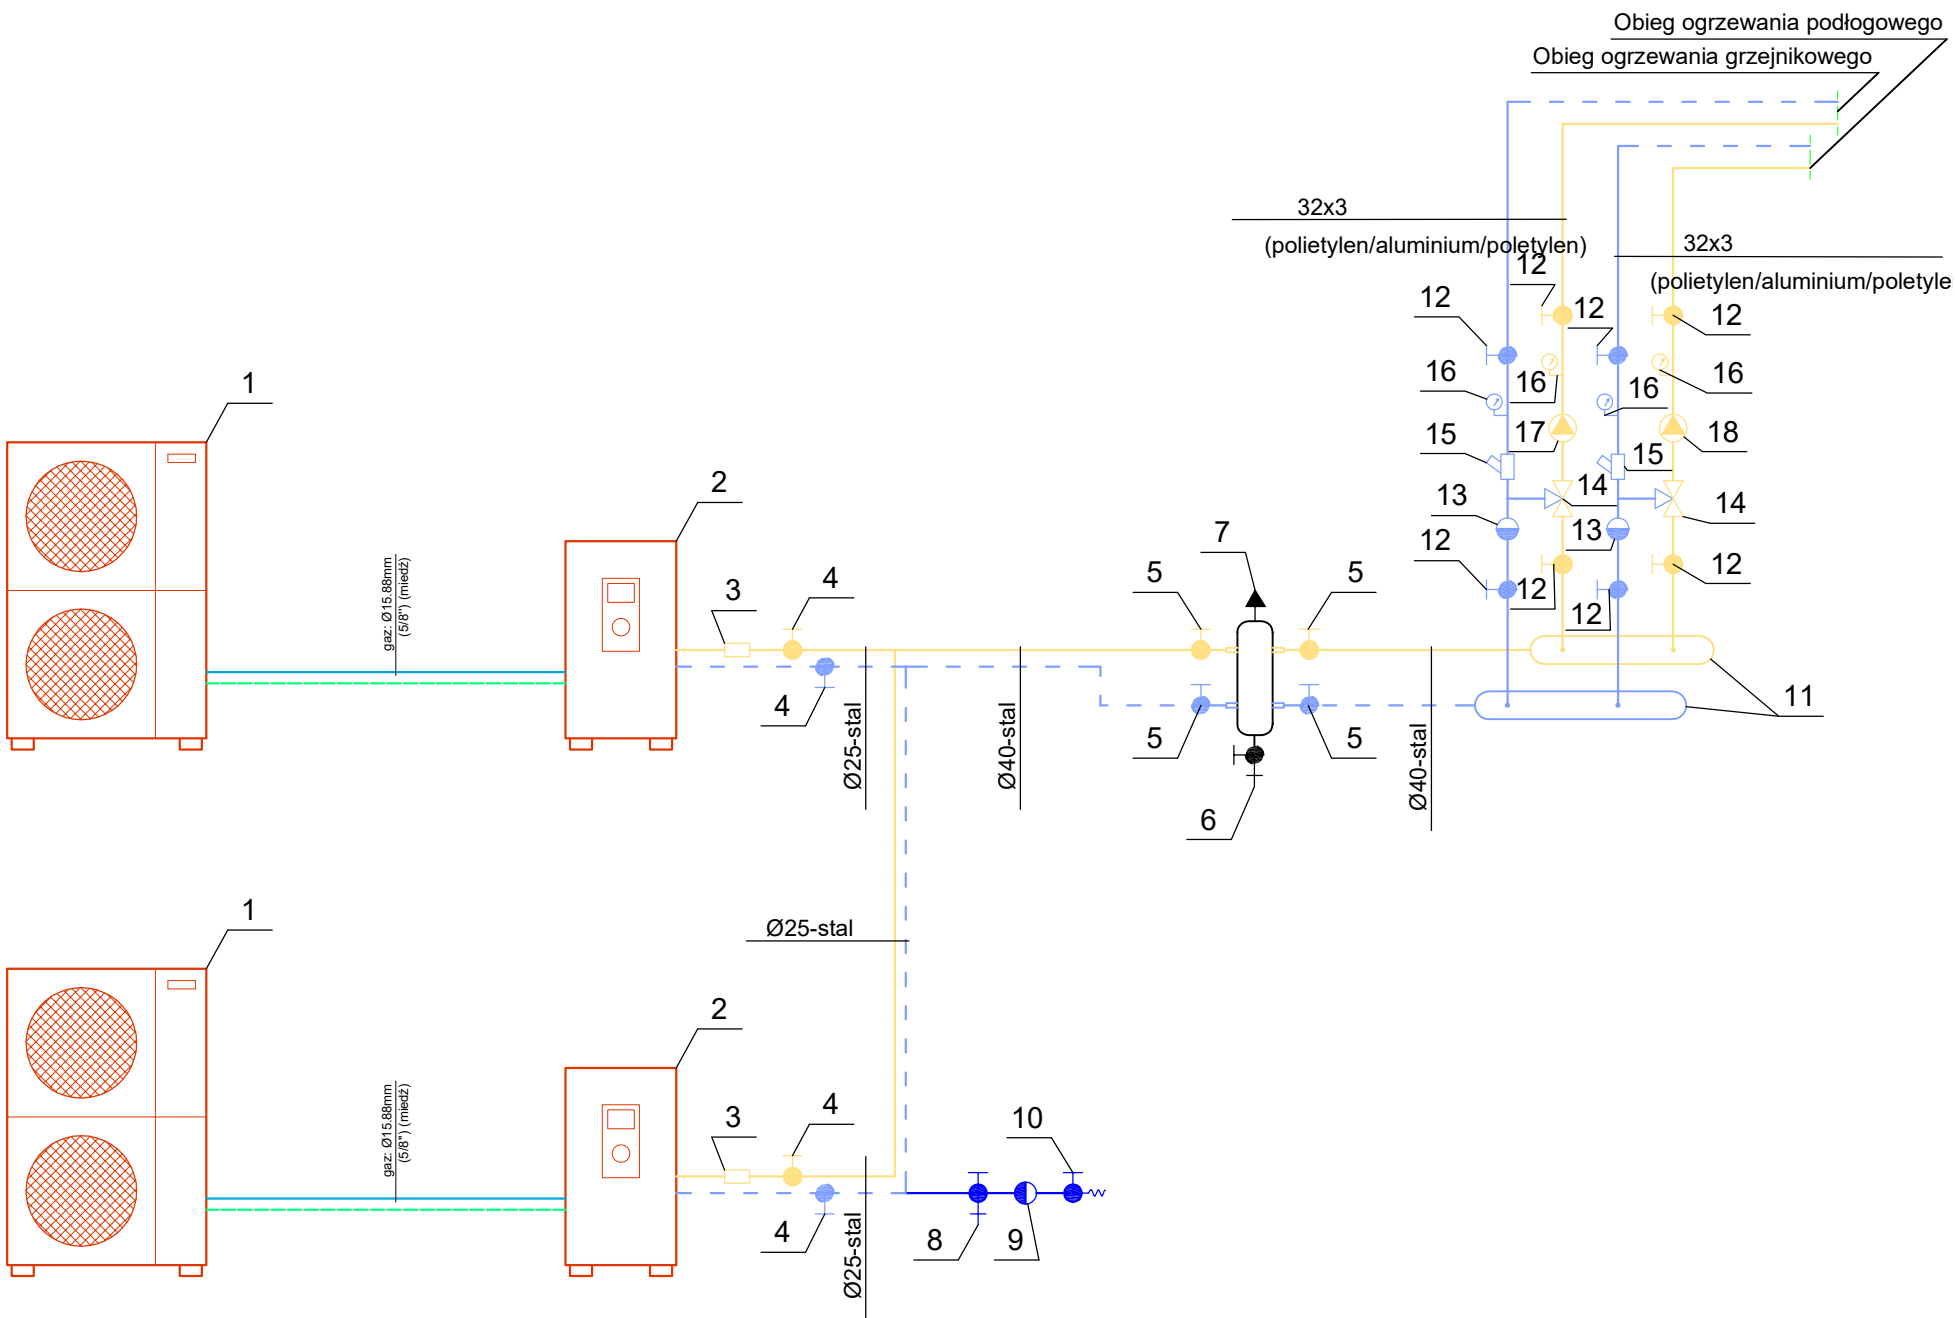 Obieg ogrzewania podłogowego
Obieg ogrzewania grzejnikowego
32x3
(polietylen/aluminium/poletylen)
32x3
(polietylen/aluminium/poletyle
12
12
12
12
16
16
16
16
15
17
15
18
13
14
13
14
12
12
12
12
1
2
3
4
4
gaz: Ø15.88mm
(5/8") (miedź)
Ø25-stal
Ø40-stal
5
7
5
5
5
6
Ø40-stal
11
Ø25-stal
1
2
3
4
4
gaz: Ø15.88mm
(5/8") (miedź)
Ø25-stal
10
8
9